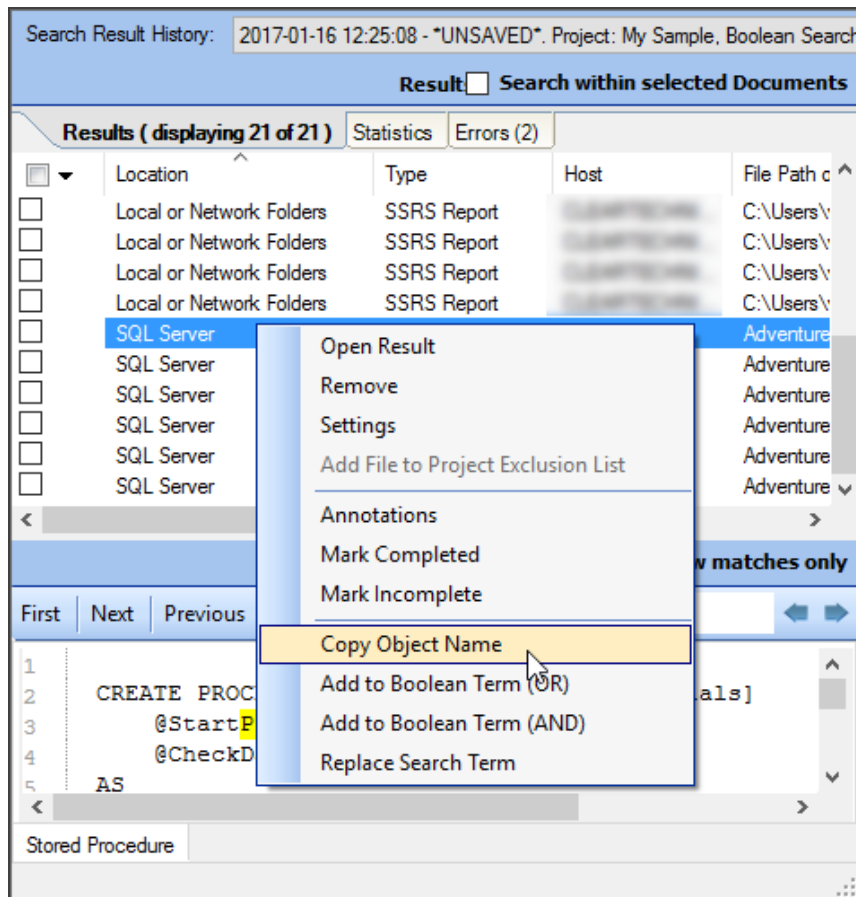 Search Result History: 2017-01-16 12:25:08 - *UNSAVED*. Project: My Sample, Boolean Search
Result Search within selected Documents
Results ( displaying 21 of 21 ) Statistics Errors (2)
Location Type Host File Path
Local or Network Folders SSRS Report C:\Users\
Local or Network Folders SSRS Report C:\Users\
Local or Network Folders SSRS Report C:\Users\
Local or Network Folders SSRS Report C:\Users\
SQL Server Adventure
SQL Server Adventure
SQL Server Adventure
SQL Server Adventure
SQL Server Adventure
SQL Server Adventure
Open Result
Remove
Settings
Add File to Project Exclusion List
Annotations
Mark Completed
Mark Incomplete
Copy Object Name
Add to Boolean Term (OR)
Add to Boolean Term (AND)
Replace Search Term
matches only
First Next Previous
1
2 CREATE PROC als]
3 @StartP
4 @CheckD
5 AS
Stored Procedure